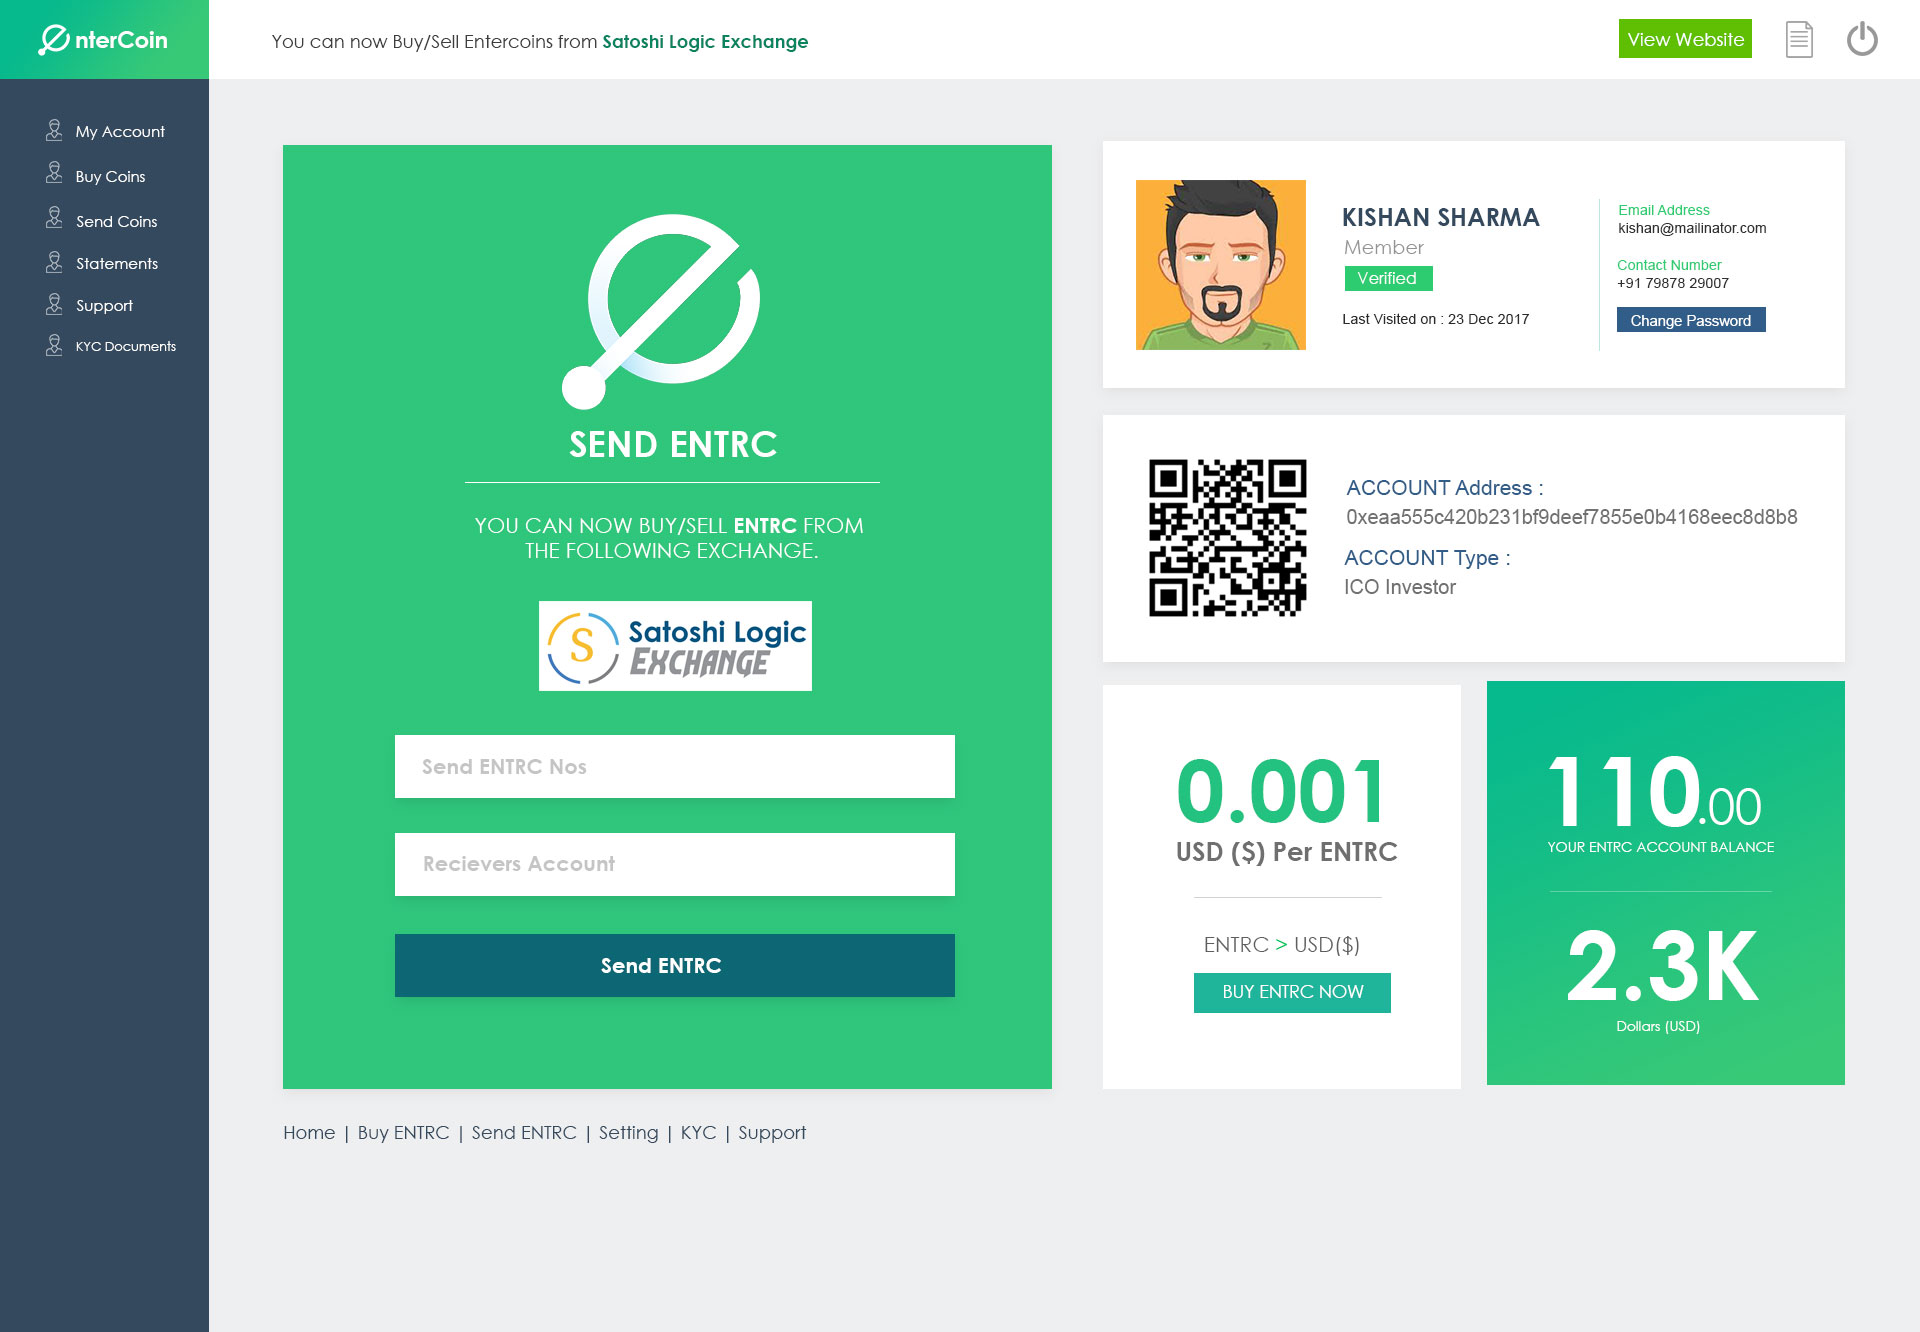 nterCoin
You can now Buy/Sell Entercoins from Satoshi Logic Exchange
View Website
My Account
Buy Coins
Send Coins
Statements
Support
KYC Documents
SEND ENTRC
YOU CAN NOW BUY/SELL ENTRC FROM
THE FOLLOWING EXCHANGE.
S
Satoshi Logic
EXCHANGE
Send ENTRC Nos
Recievers Account
Send ENTRC
KISHAN SHARMA
Member
Verified
Last Visited on : 23 Dec 2017
Email Address
kishan@mailinator.com
Contact Number
+91 79878 29007
Change Password
ACCOUNT Address :
0xeaa555c420b231bf9deef7855e0b4168eec8d8b8
ACCOUNT Type :
ICO Investor
0.001
USD ($) Per ENTRC
ENTRC > USD($)
BUY ENTRC NOW
110.00
YOUR ENTRC ACCOUNT BALANCE
2.3K
Dollars (USD)
Home | Buy ENTRC | Send ENTRC | Setting | KYC | Support